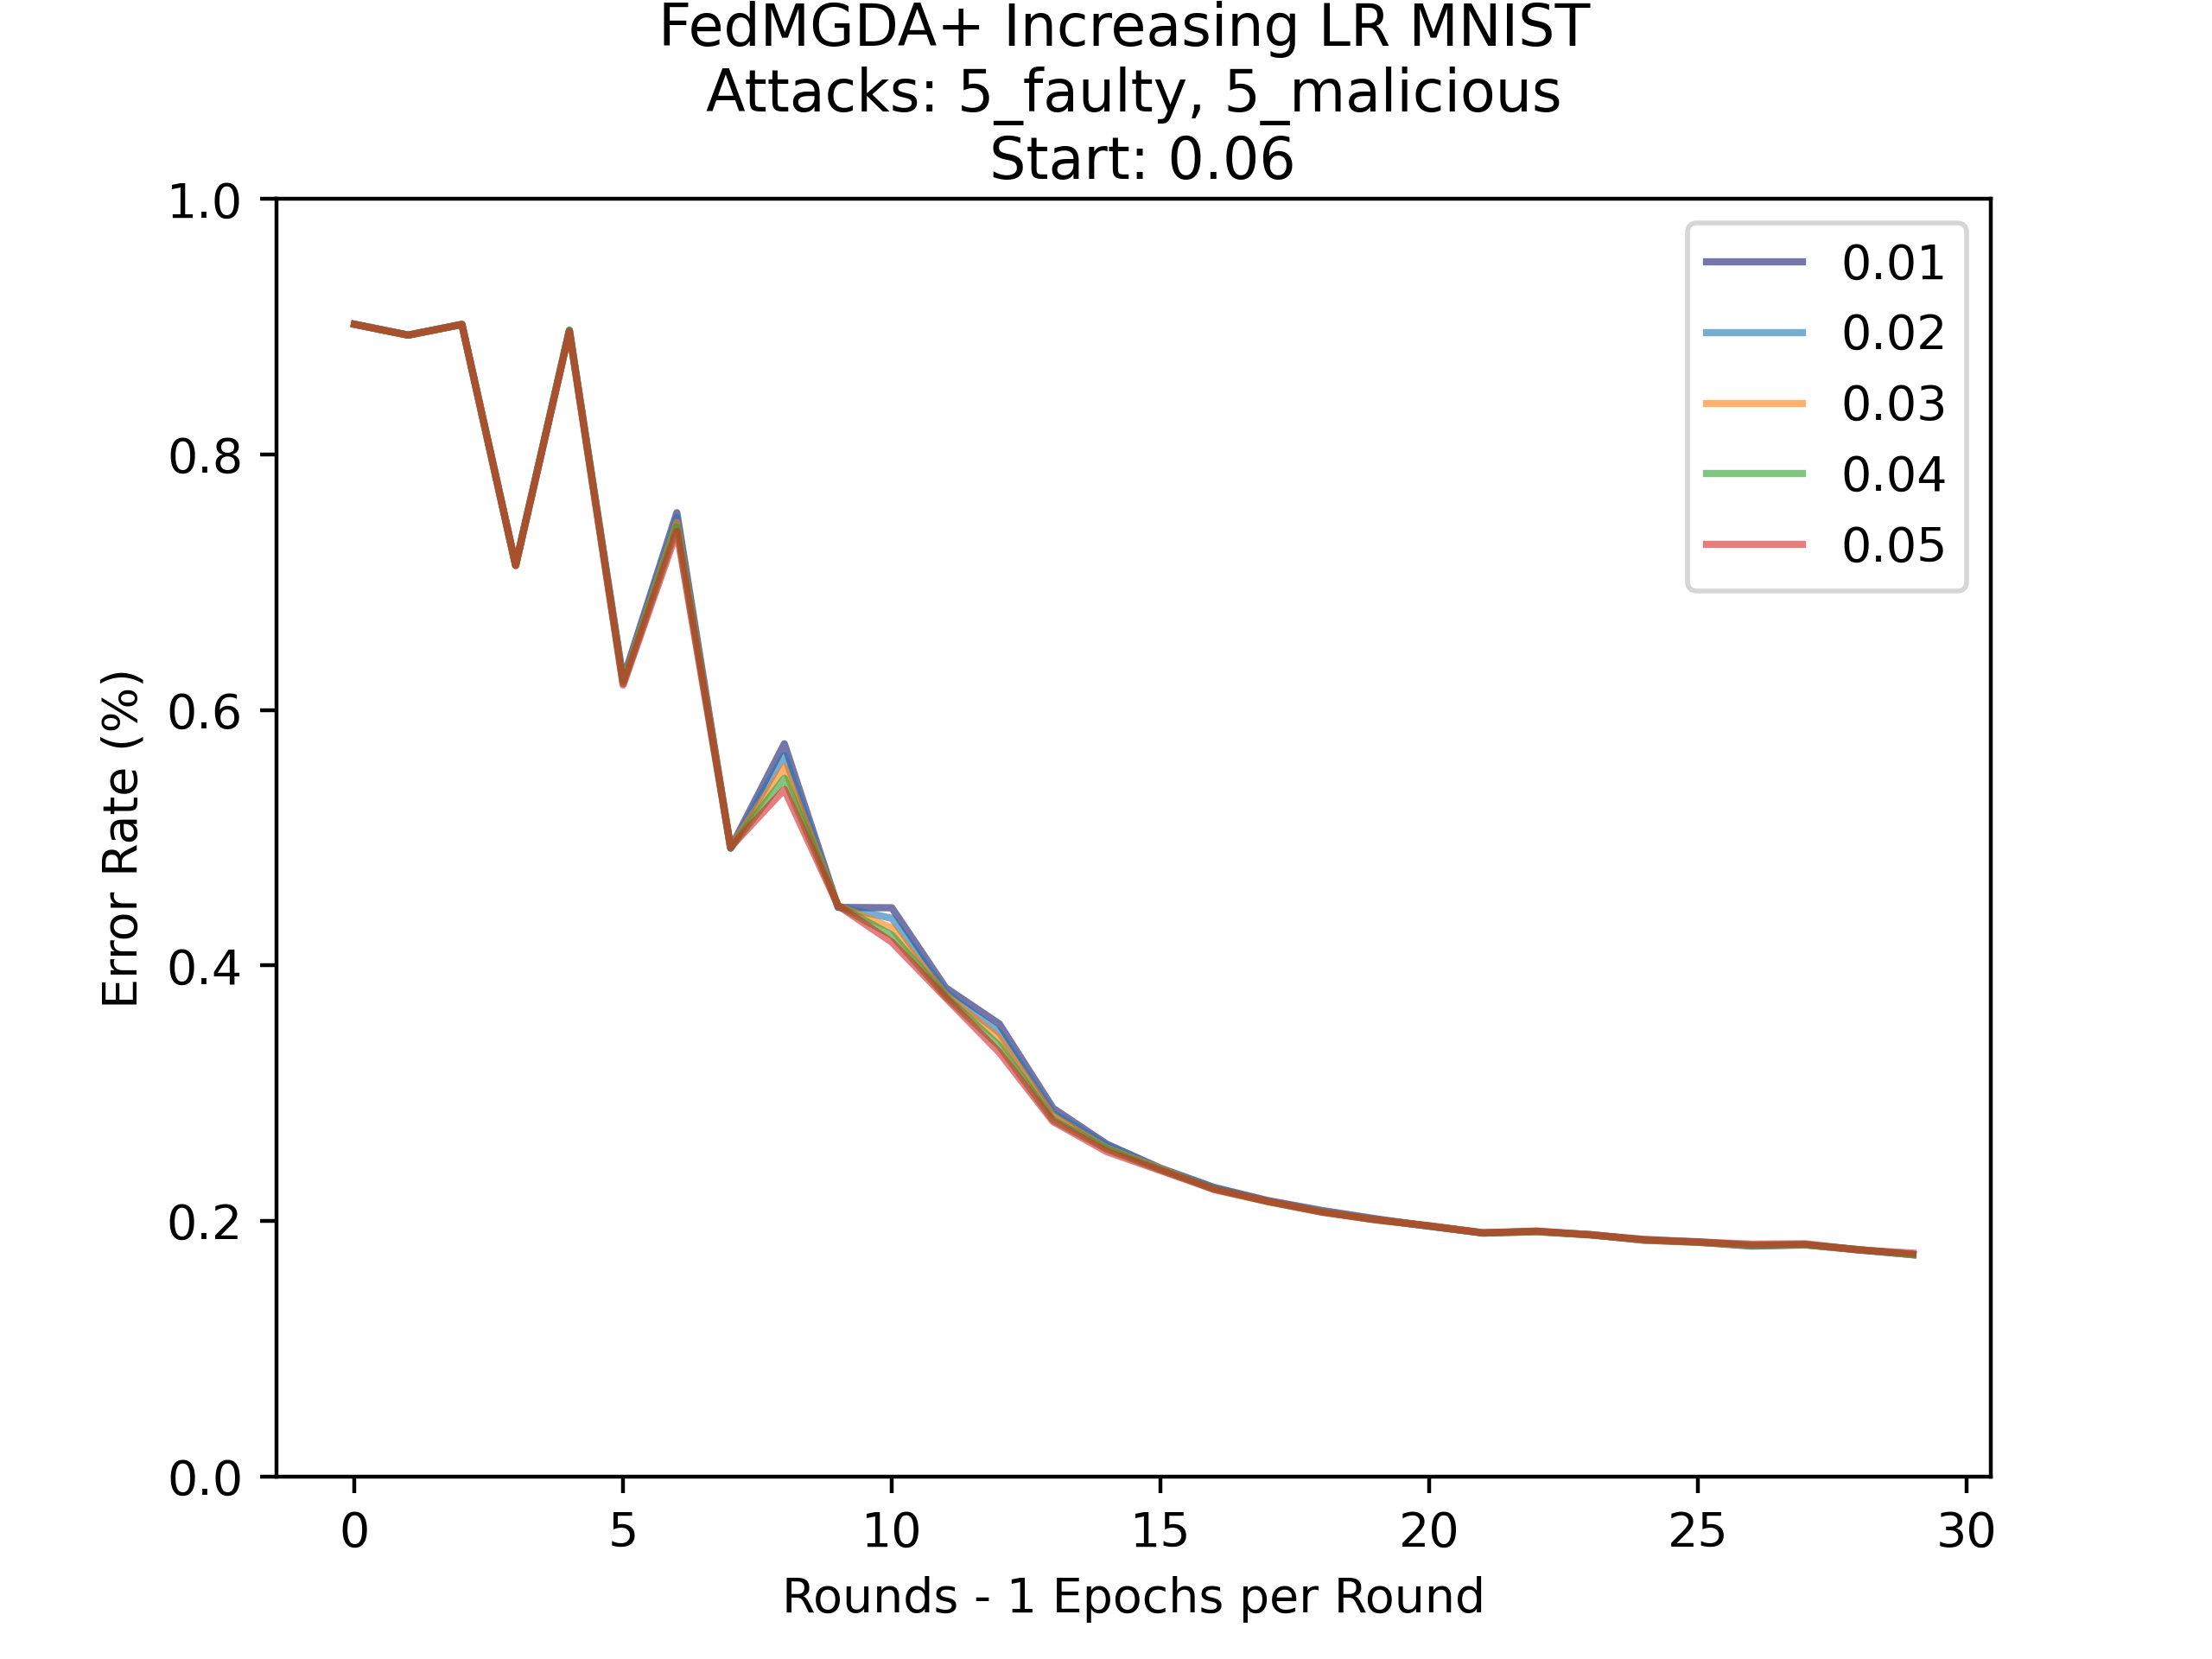 FedMGDA+ Increasing LR MNIST
Attacks: 5_faulty, 5_malicious
Start: 0.06
1.0
0.8
0.6
0.4
0.2
0.0
Error Rate (%)
0.01
0.02
0.03
0.04
0.05
0 5 10 15 20 25 30
Rounds - 1 Epochs per Round